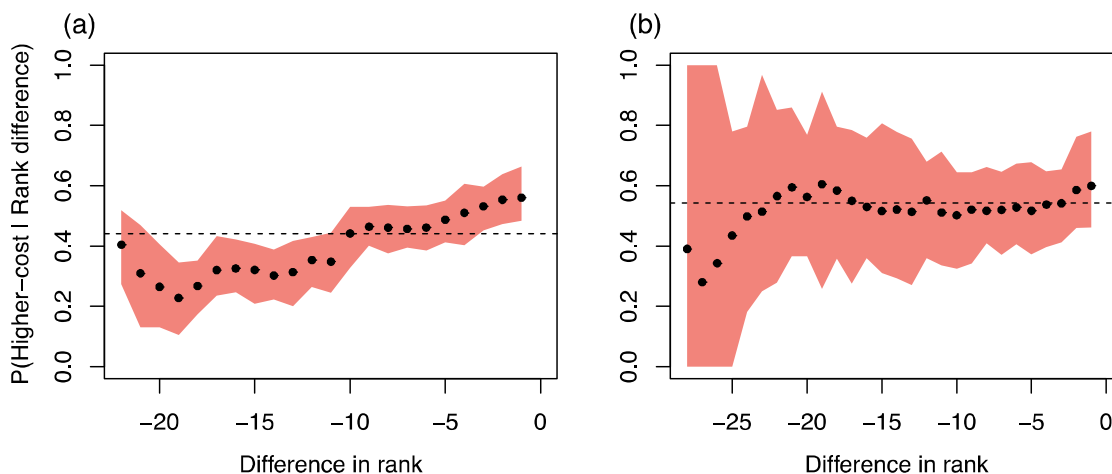 (a)
P(Higher-cost I Rank difference)
1.0
0.8
0.6
0.4
0.2
0.0
−20 −15 −10 −5 0
Difference in rank
(b)
1.0
0.8
0.6
0.4
0.2
0.0
−25 −20 −15 −10 −5 0
Difference in rank